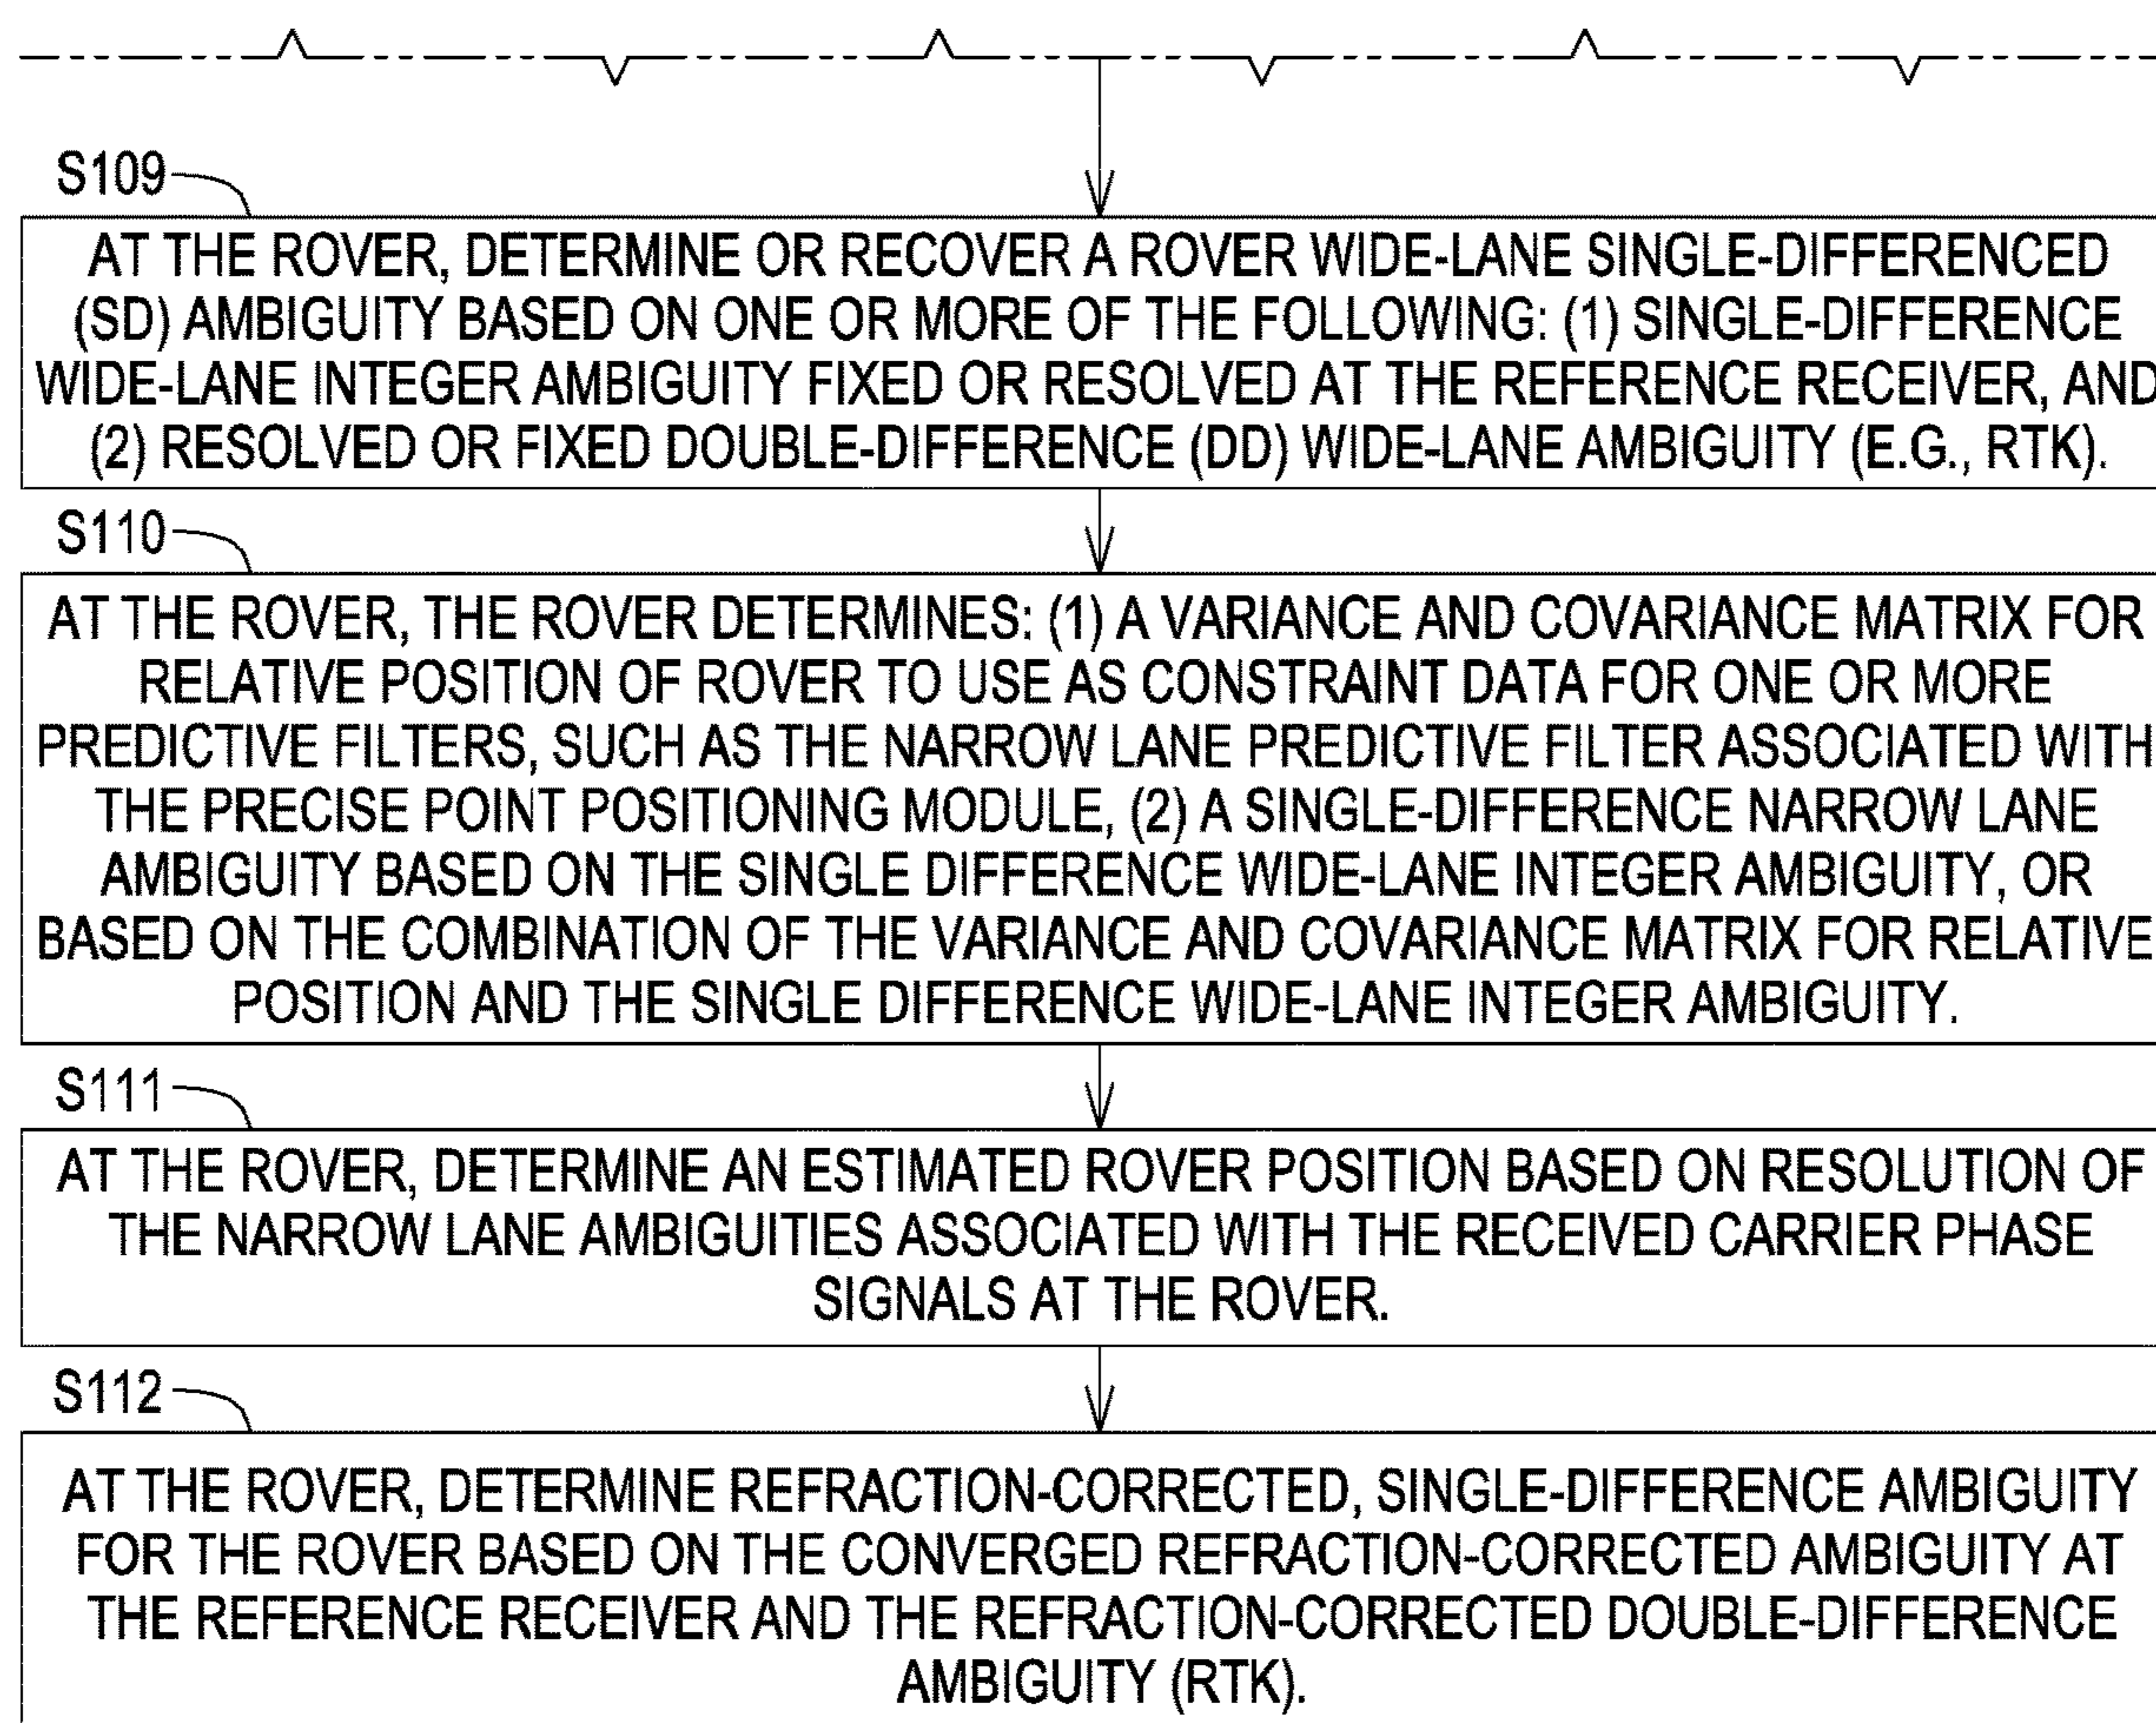 S109
AT THE ROVER, DETERMINE OR RECOVER A ROVER WIDE-LANE SINGLE-DIFFERENCED
(SD) AMBIGUITY BASED ON ONE OR MORE OF THE FOLLOWING: (1) SINGLE-DIFFERENCE
WIDE-LANE INTEGER AMBIGUITY FIXED OR RESOLVED AT THE REFERENCE RECEIVER, AND
(2) RESOLVED OR FIXED DOUBLE-DIFFERENCE (DD) WIDE-LANE AMBIGUITY (E.G., RTK).
S110
AT THE ROVER, THE ROVER DETERMINES: (1) A VARIANCE AND COVARIANCE MATRIX FOR
RELATIVE POSITION OF ROVER TO USE AS CONSTRAINT DATA FOR ONE OR MORE
PREDICTIVE FILTERS, SUCH AS THE NARROW LANE PREDICTIVE FILTER ASSOCIATED WITH
THE PRECISE POINT POSITIONING MODULE, (2) A SINGLE-DIFFERENCE NARROW LANE
AMBIGUITY BASED ON THE SINGLE DIFFERENCE WIDE-LANE INTEGER AMBIGUITY, OR
BASED ON THE COMBINATION OF THE VARIANCE AND COVARIANCE MATRIX FOR RELATIVE
POSITION AND THE SINGLE DIFFERENCE WIDE-LANE INTEGER AMBIGUITY.
S111
AT THE ROVER, DETERMINE AN ESTIMATED ROVER POSITION BASED ON RESOLUTION OF
THE NARROW LANE AMBIGUITIES ASSOCIATED WITH THE RECEIVED CARRIER PHASE
SIGNALS AT THE ROVER.
S112
AT THE ROVER, DETERMINE REFRACTION-CORRECTED, SINGLE-DIFFERENCE AMBIGUITY
FOR THE ROVER BASED ON THE CONVERGED REFRACTION-CORRECTED AMBIGUITY AT
THE REFERENCE RECEIVER AND THE REFRACTION-CORRECTED DOUBLE-DIFFERENCE
AMBIGUITY (RTK).